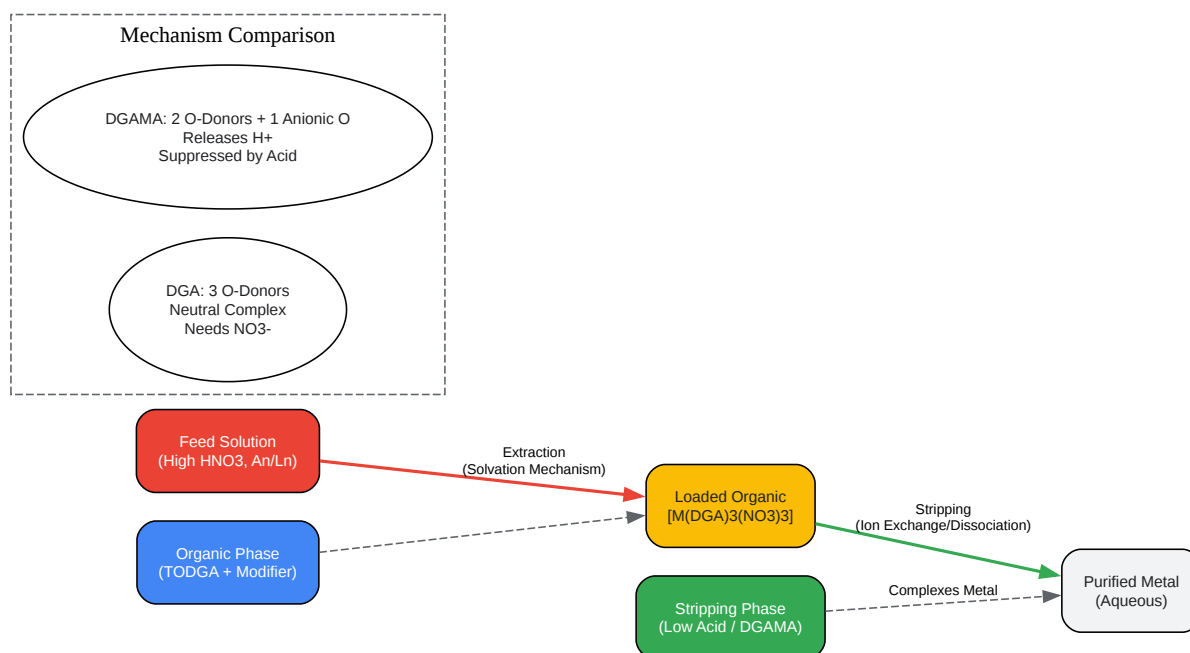 Mechanism Comparison
DGAMA: 2 O-Donors + 1 Anionic O
Releases H+
Suppressed by Acid
DGA: 3 O-Donors
Neutral Complex
Needs NO3-
Feed Solution
(High HNO3, An/Ln)
Extraction
(Solvation Mechanism)
Loaded Organic
[M(DGA)3(NO3)3]
Organic Phase
(TODGA + Modifier)
Stripping
(Ion Exchange/Dissociation)
Stripping Phase
(Low Acid / DGAMA)
Complexes Metal
Purified Metal
(Aqueous)